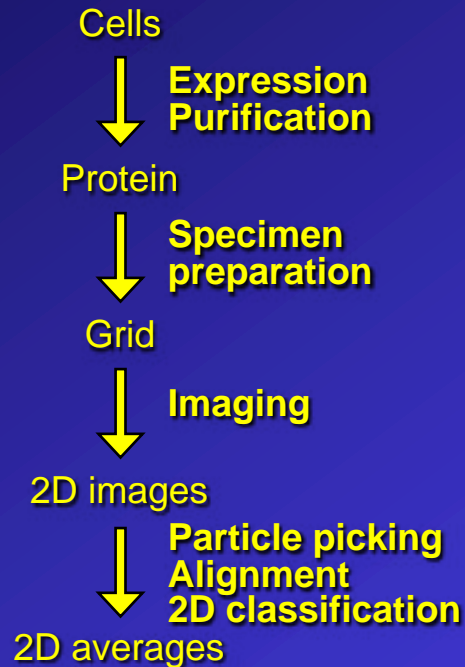 Cells
Expression
Purification
Protein
Specimen
preparation
Grid
Imaging
2D images
Particle picking
Alignment
2D classification
2D averages